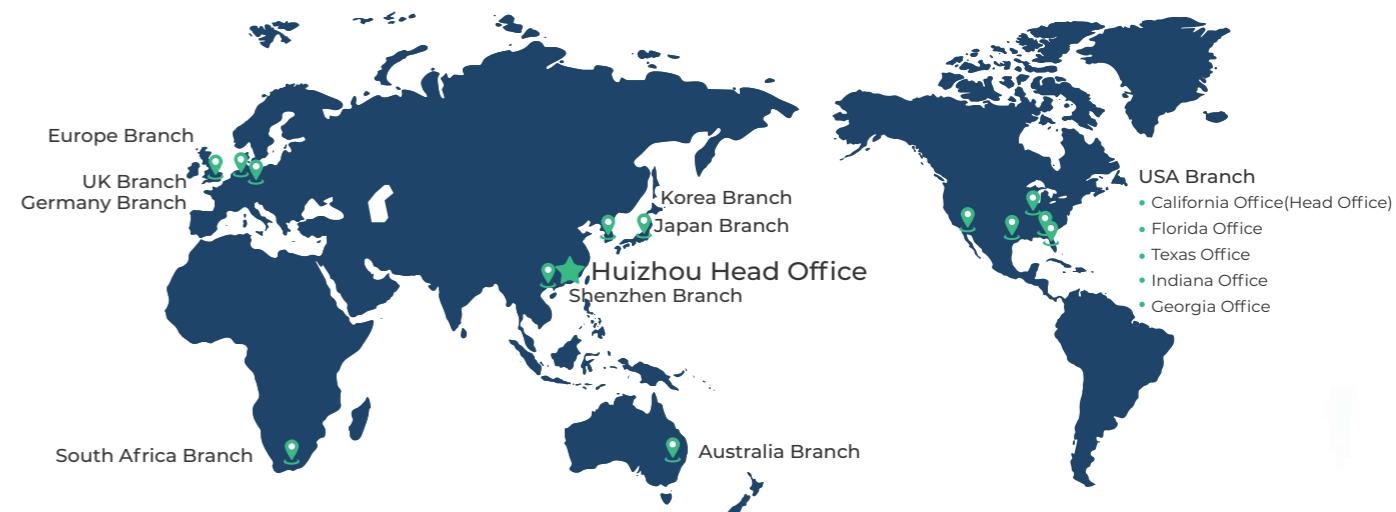 Europe Branch
UK Branch
Germany Branch
Korea Branch
Japan Branch
Huizhou Head Office
Shenzhen Branch
South Africa Branch
Australia Branch
USA Branch
California Office(Head Office)
Florida Office
Texas Office
Indiana Office
Georgia Office